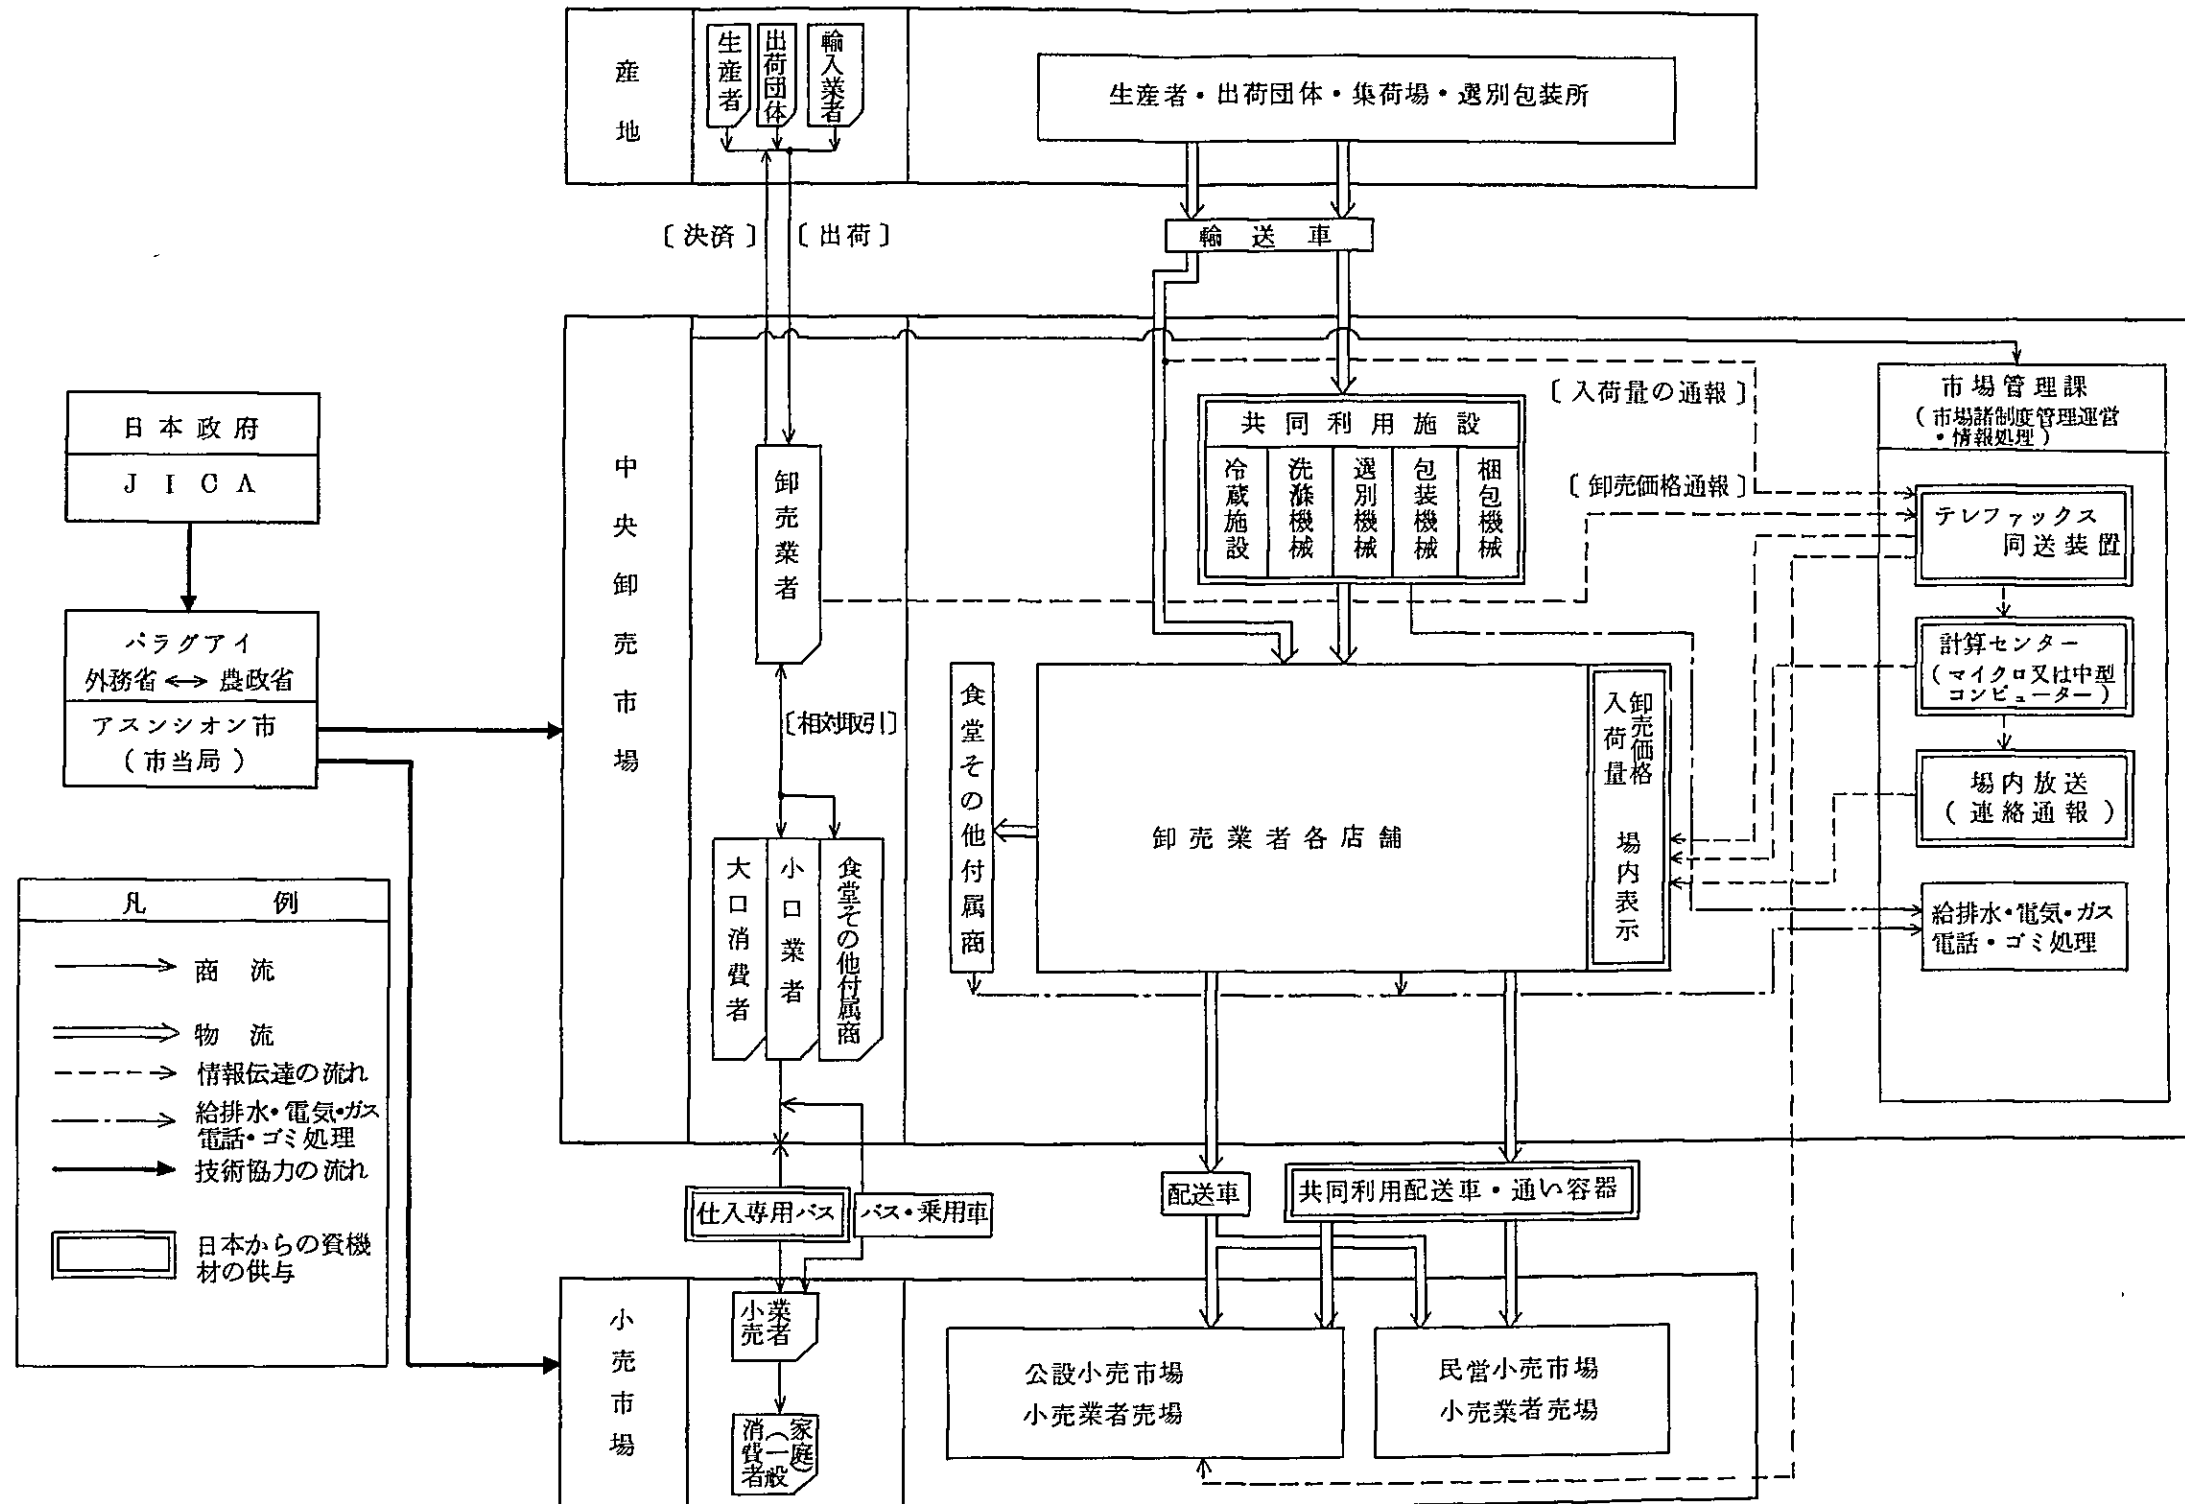 産地
生産者
出荷団体
輸入業者
生産者・出荷団体・集荷場・選別包装所
〔決済〕
〔出荷〕
輸送車
中央卸売市場
日本政府
JICA
パラグアイ
外務省⟷農政省
アスンシオン市
(市当局)
卸売業者
〔相対取引〕
大口消費者
小口業者
食堂その他付属商
〔入荷量の通報〕
〔卸売価格通報〕
共同利用施設
冷蔵施設
洗滌機械
選別機械
包装機械
梱包機械
市場管理課
(市場諸制度管理運営
・情報処理)
テレファックス
同送装置
計算センター
(マイクロ又は中型
コンピューター)
場内放送
(連絡通報)
給排水・電気・ガス
電話・ゴミ処理
食堂その他付属商
卸売業者各店舗
卸売価格
入荷量
場内表示
凡例
商流
物流
情報伝達の流れ
給排水・電気・ガス
電話・ゴミ処理
技術協力の流れ
日本からの資機
材の供与
仕入専用バス
バス・乗用車
配送車
共同利用配送車・通い容器
小売市場
小売業者
家庭
(一般)
消費者
公設小売市場
小売業者売場
民営小売市場
小売業者売場